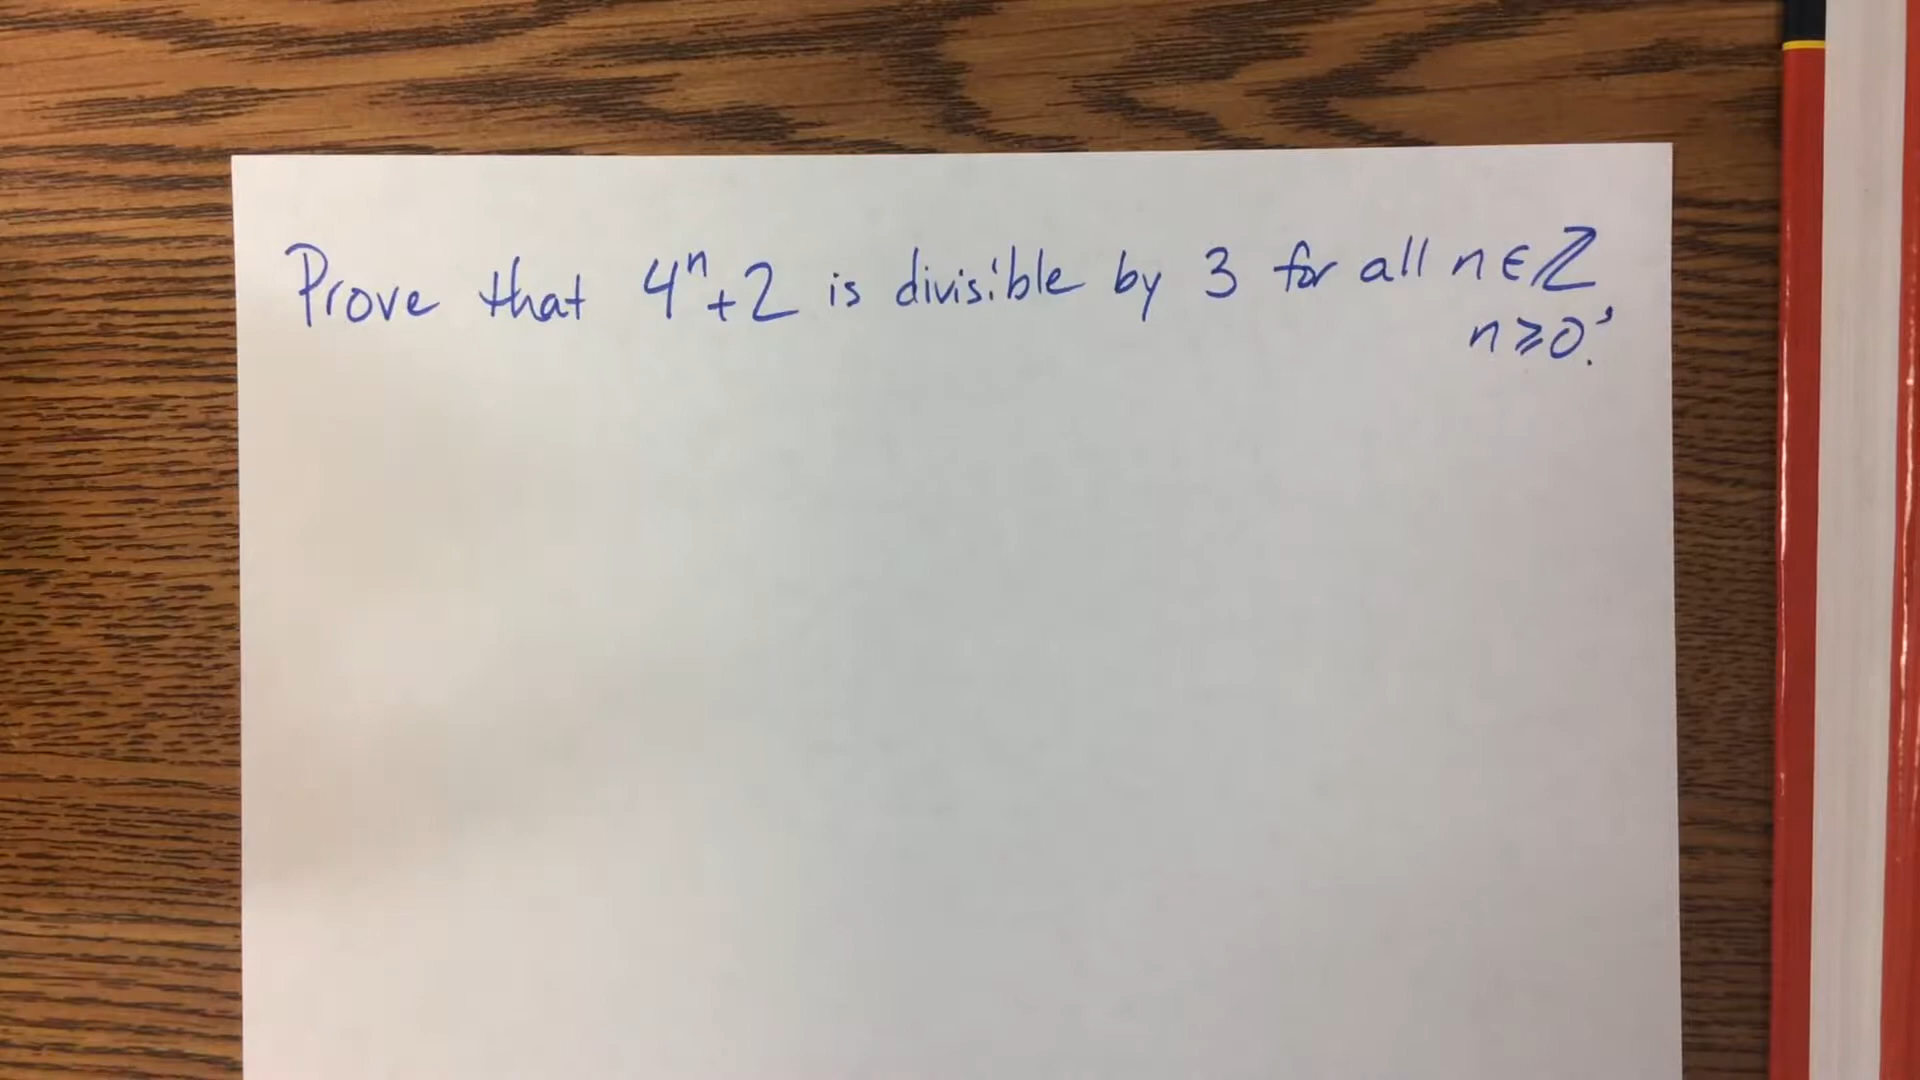 Prove that 4ⁿ+2 is divisible by 3 for all n∈ℤ,
n⩾0.